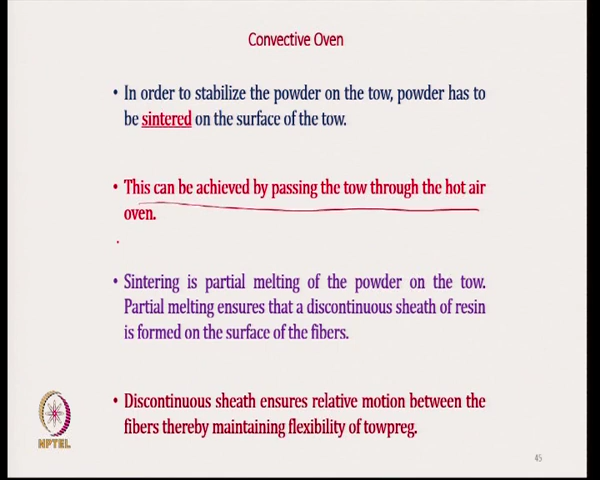 Convective Oven
• In order to stabilize the powder on the tow, powder has to
be sintered on the surface of the tow.
• This can be achieved by passing the tow through the hot air
oven.
• Sintering is partial melting of the powder on the tow.
Partial melting ensures that a discontinuous sheath of resin
is formed on the surface of the fibers.
• Discontinuous sheath ensures relative motion between the
fibers thereby maintaining flexibility of towpreg.
NPTEL
45